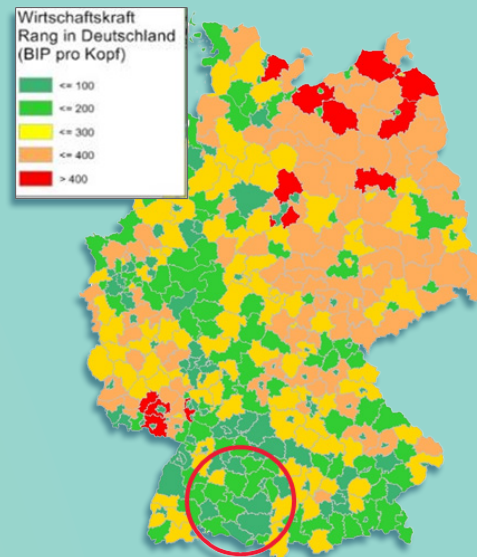 Wirtschaftskraft
Rang in Deutschland
(BIP pro Kopf)
<= 100
<= 200
<= 300
<= 400
> 400